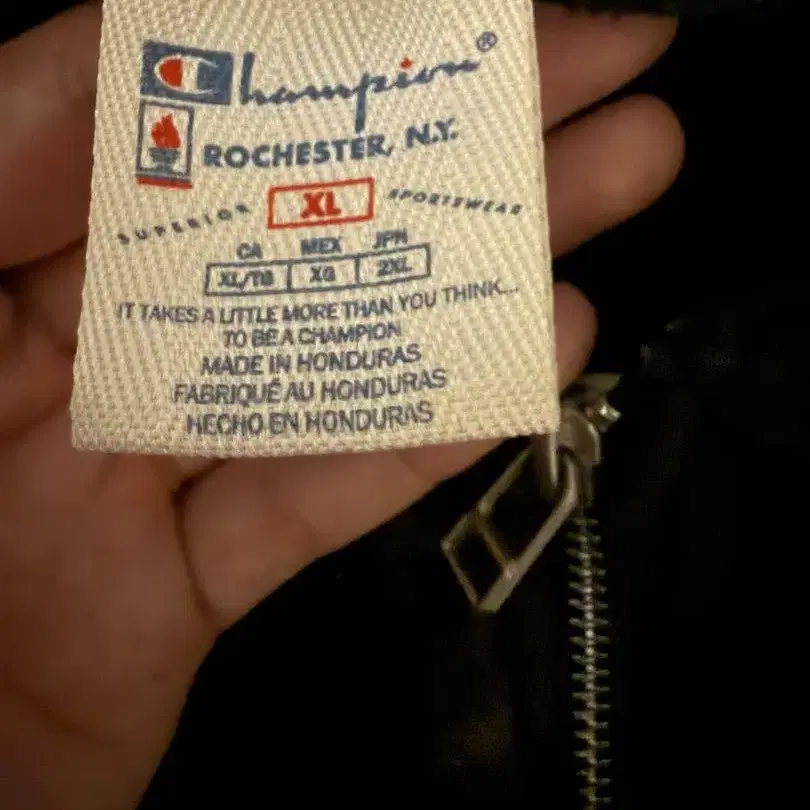 Champion®
ROCHESTER, N.Y.
SUPERIOR XL SPORTSWEAR
CA MEX JPN
XL/TG XG 2XL
IT TAKES A LITTLE MORE THAN YOU THINK...
TO BE A CHAMPION
MADE IN HONDURAS
FABRIQUÉ AU HONDURAS
HECHO EN HONDURAS